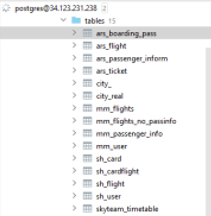 postgres@34.123.231.238
tables 15
ars_boarding_pass
ars_flight
ars_passenger_inform
ars_ticket
city_
city_real
mm_flights
mm_flights_no_passinfo
mm_passenger_info
mm_user
sh_card
sh_cardflight
sh_flight
sh_user
skyteam_timetable